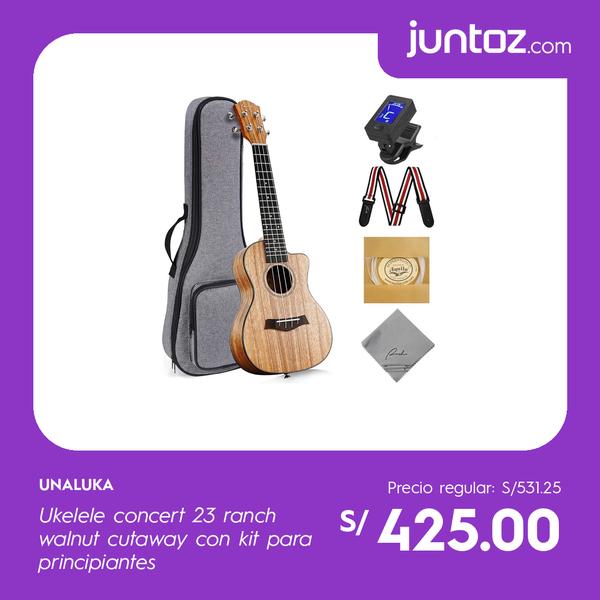 juntoz.com
UNALUKA
Ukelele concert 23 ranch
walnut cutaway con kit para
principiantes
Precio regular: S/531.25
S/ 425.00